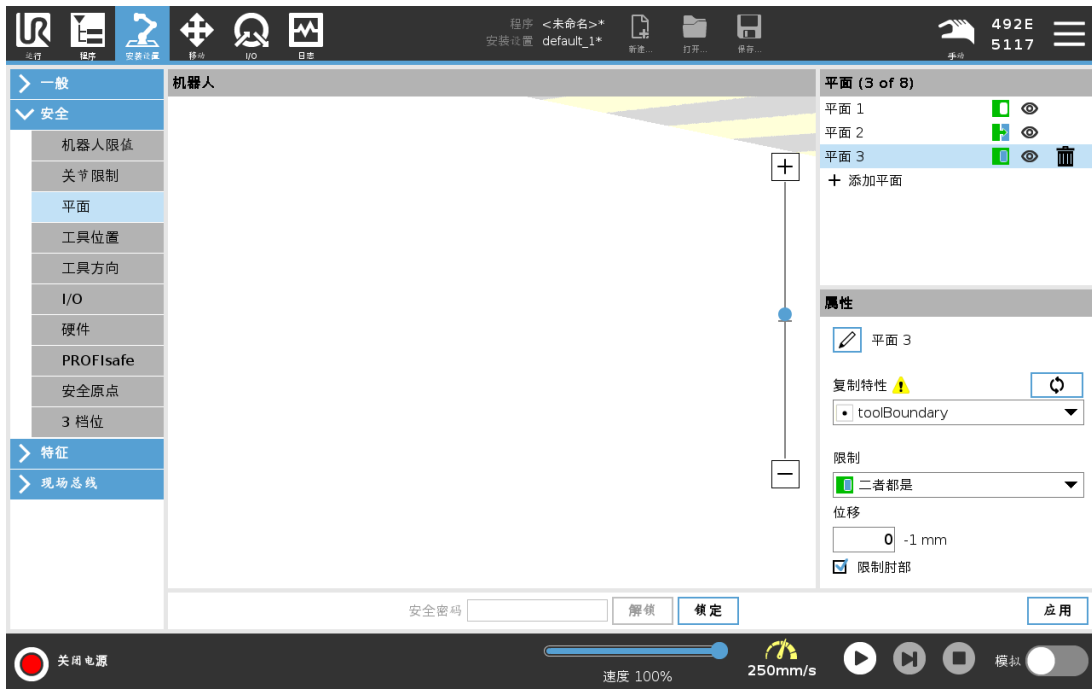 程序 <未命名>*
安装设置 default_1*
运行 程序 安装设置 移动 I/O 日志
新建... 打开... 保存...
手动
492E
5117
一般
安全
机器人限值
关节限制
平面
工具位置
工具方向
I/O
硬件
PROFIsafe
安全原点
3 档位
特征
现场总线
机器人
平面 (3 of 8)
平面 1
平面 2
平面 3
添加平面
属性
平面 3
复制特性
toolBoundary
限制
二者都是
位移
0 -1 mm
限制肘部
安全密码 解锁 锁定 应用
关闭电源
速度 100%
250mm/s
模拟